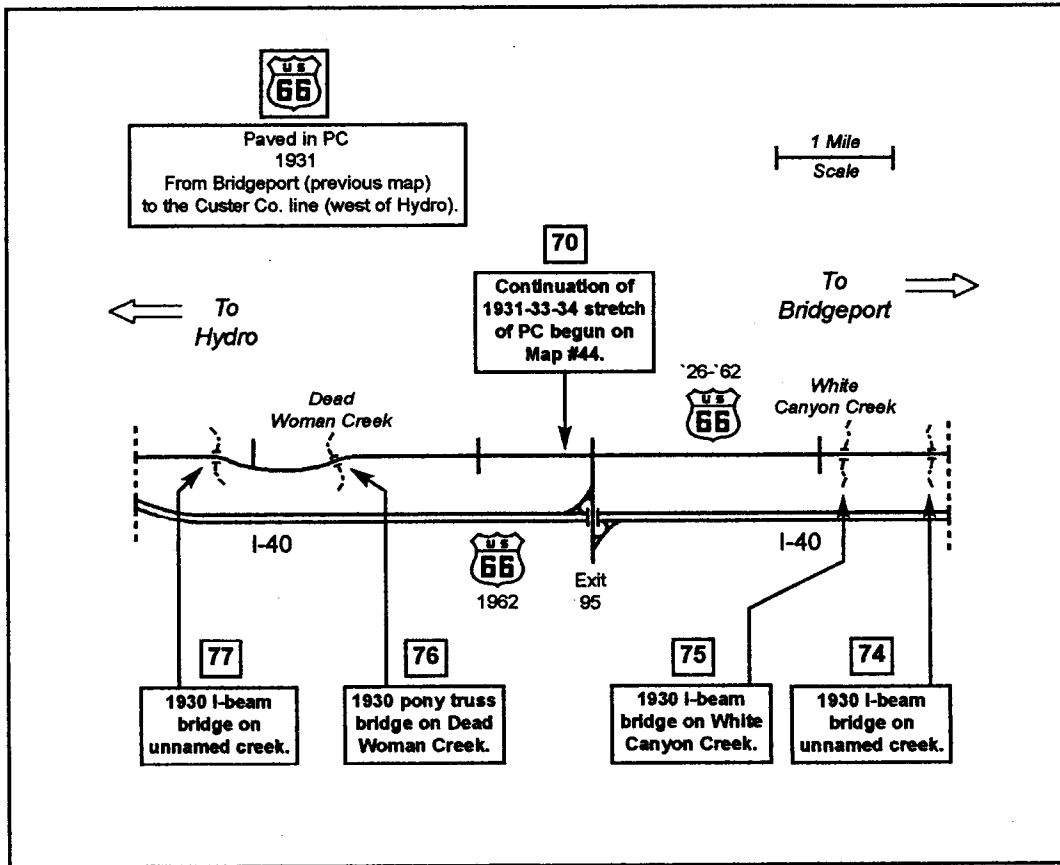 US
66
Paved in PC
1931
From Bridgeport (previous map)
to the Custer Co. line (west of Hydro).
1 Mile
Scale
70
Continuation of
1931-33-34 stretch
of PC begun on
Map #44.
To
Hydro
To
Bridgeport
'26-'62
US
66
Dead
Woman Creek
White
Canyon Creek
I-40
US
66
1962
Exit
95
I-40
77
1930 I-beam
bridge on
unnamed creek.
76
1930 pony truss
bridge on Dead
Woman Creek.
75
1930 I-beam
bridge on White
Canyon Creek.
74
1930 I-beam
bridge on
unnamed creek.